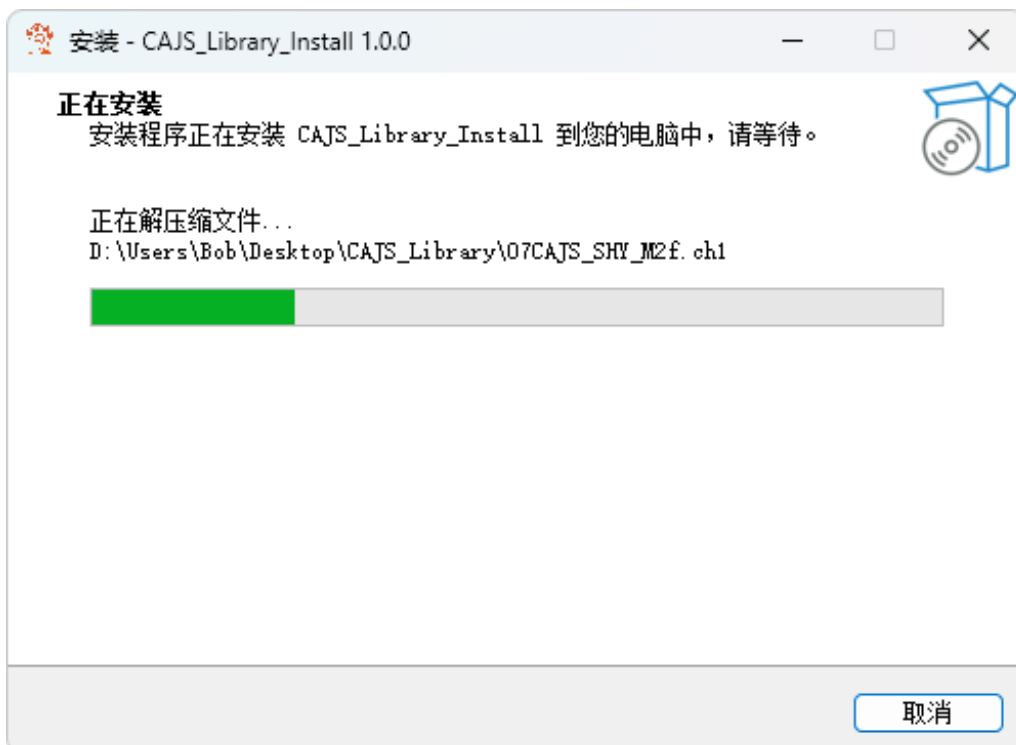 安装 - CAJS_Library_Install 1.0.0
正在安装
安装程序正在安装 CAJS_Library_Install 到您的电脑中，请等待。
正在解压缩文件...
D:\Users\Bob\Desktop\CAJS_Library\07CAJS_SHY_M2f.ch1
取消